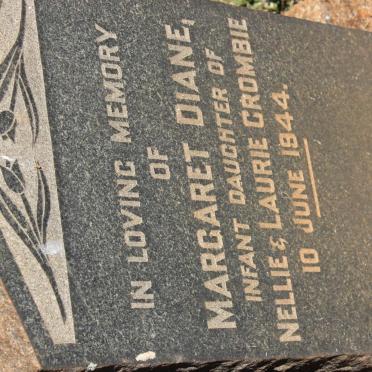 IN LOVING MEMORY
OF
MARGARET DIANE,
INFANT DAUGHTER OF
NELLIE & LAURIE CROMBIE
10 JUNE 1944.